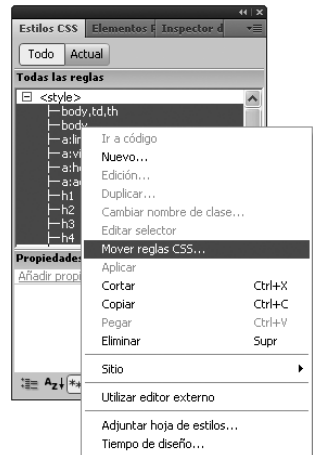 Estilos CSS Elementos F Inspector d
Todo Actual
Todas las reglas
<style>
body,td,th
body
a:lin
a:vi
a:ho
a:ac
h1
h2
h3
h4
Propiedades
Añadir propi
Ir a código
Nuevo...
Edición...
Duplicar...
Cambiar nombre de clase...
Editar selector
Mover reglas CSS...
Aplicar
Cortar Ctrl+X
Copiar Ctrl+C
Pegar Ctrl+V
Eliminar Supr
Sitio
Utilizar editor externo
Adjuntar hoja de estilos...
Tiempo de diseño...